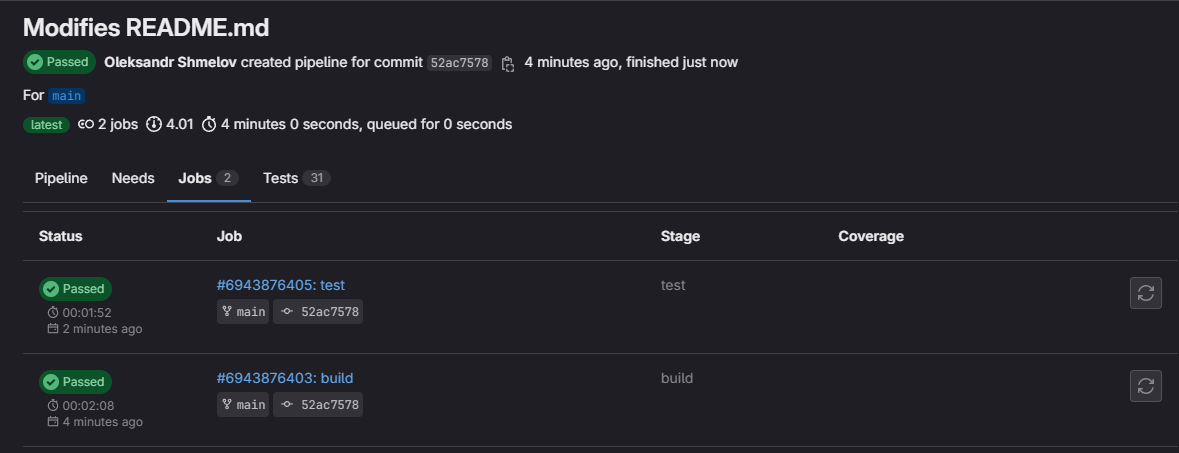 Modifies README.md
Passed Oleksandr Shmelov created pipeline for commit 52ac7578 4 minutes ago, finished just now
For main
latest 2 jobs 4.01 4 minutes 0 seconds, queued for 0 seconds
Pipeline Needs Jobs 2 Tests 31
Status Job Stage Coverage
Passed #6943876405: test test
00:01:52 main 52ac7578
2 minutes ago
Passed #6943876403: build build
00:02:08 main 52ac7578
4 minutes ago